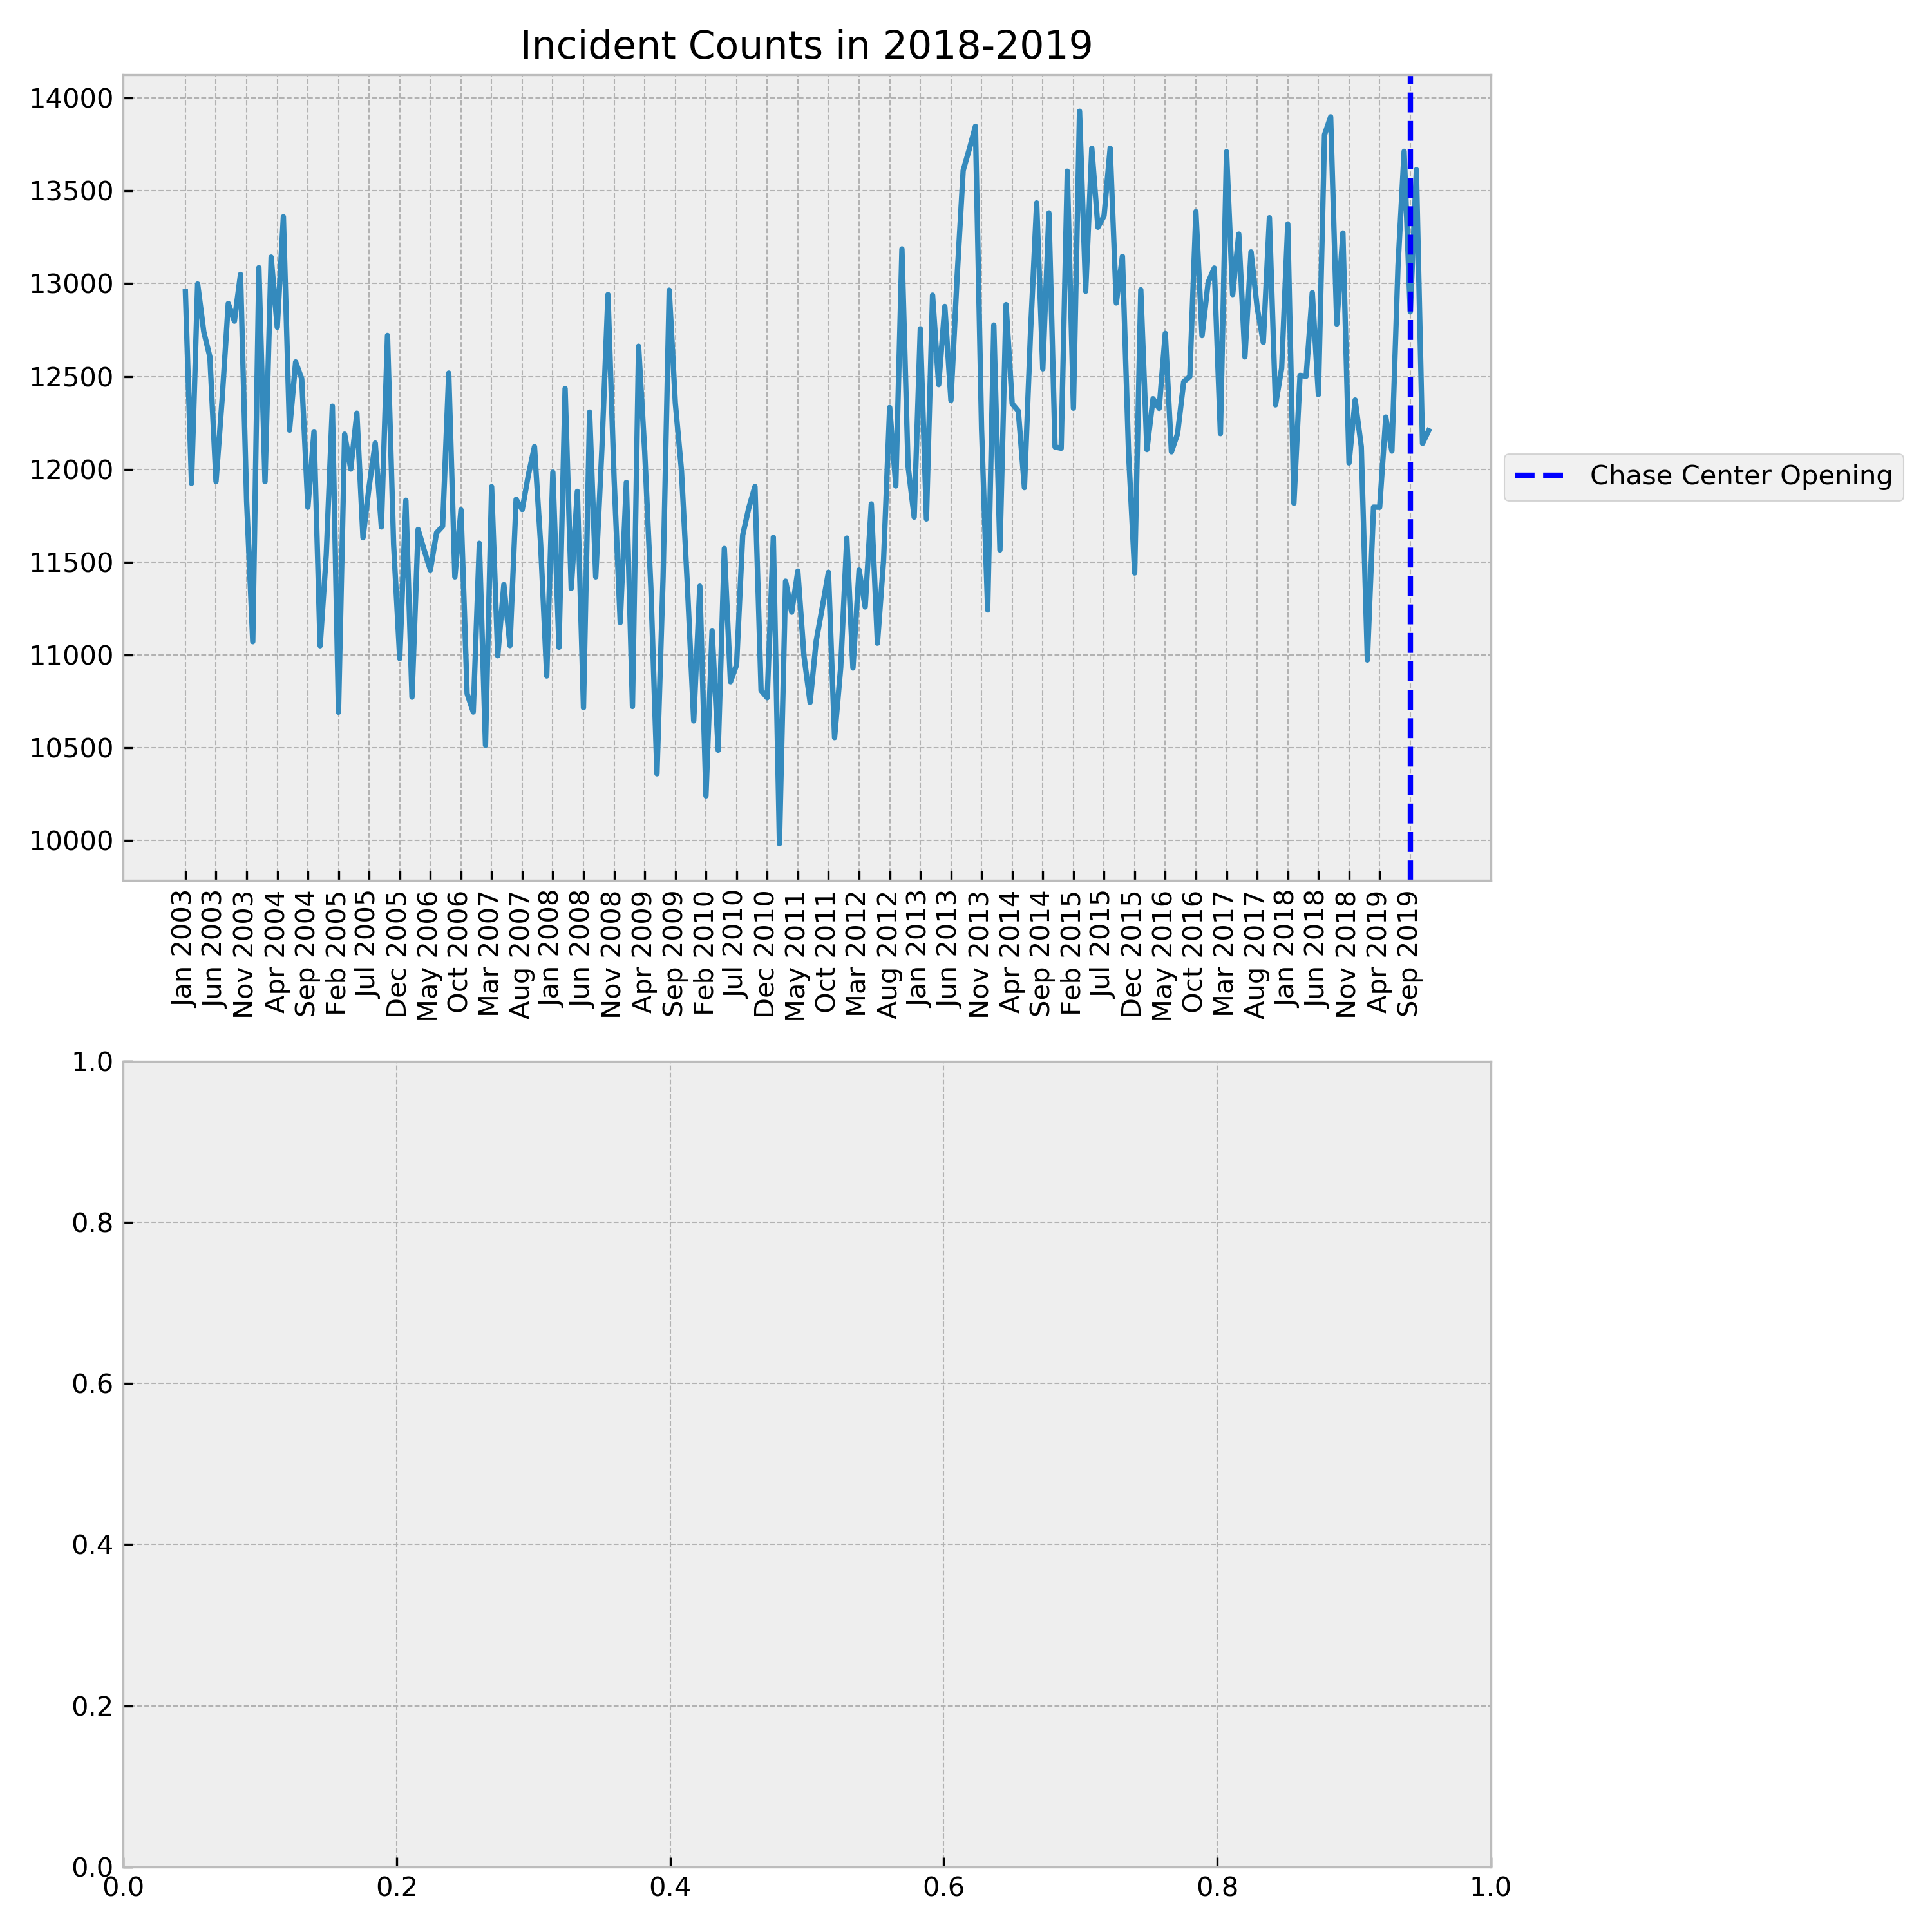 Incident Counts in 2018-2019
14000
13500
13000
12500
12000
11500
11000
10500
10000
Jan 2003
Jun 2003
Nov 2003
Apr 2004
Sep 2004
Feb 2005
Jul 2005
Dec 2005
May 2006
Oct 2006
Mar 2007
Aug 2007
Jan 2008
Jun 2008
Nov 2008
Apr 2009
Sep 2009
Feb 2010
Jul 2010
Dec 2010
May 2011
Oct 2011
Mar 2012
Aug 2012
Jan 2013
Jun 2013
Nov 2013
Apr 2014
Sep 2014
Feb 2015
Jul 2015
Dec 2015
May 2016
Oct 2016
Mar 2017
Aug 2017
Jan 2018
Jun 2018
Nov 2018
Apr 2019
Sep 2019
Chase Center Opening
1.0
0.8
0.6
0.4
0.2
0.0
0.0 0.2 0.4 0.6 0.8 1.0